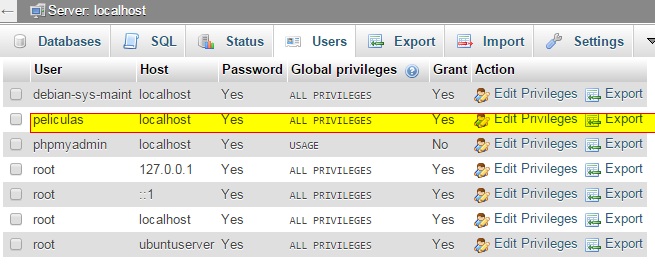 Server: localhost
Databases SQL Status Users Export Import Settings
User Host Password Global privileges Grant Action
debian-sys-maint localhost Yes ALL PRIVILEGES Yes Edit Privileges Export
peliculas localhost Yes ALL PRIVILEGES Yes Edit Privileges Export
phpmyadmin localhost Yes USAGE No Edit Privileges Export
root 127.0.0.1 Yes ALL PRIVILEGES Yes Edit Privileges Export
root ::1 Yes ALL PRIVILEGES Yes Edit Privileges Export
root localhost Yes ALL PRIVILEGES Yes Edit Privileges Export
root ubuntuserver Yes ALL PRIVILEGES Yes Edit Privileges Export